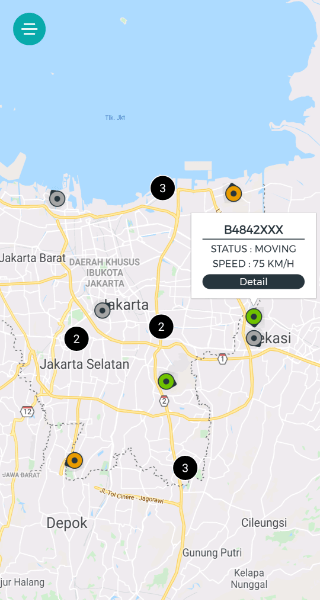 Tlk. Jkt
3
B4842XXX
STATUS : MOVING
SPEED : 75 KM/H
Detail
Jakarta Barat
DAERAH KHUSUS
IBUKOTA
JAKARTA
Jakarta
2
2
ekasi
1
Jakarta Selatan
2
12
3
JAWA BARAT
JL. Tol Cinere - Jagorawi
Depok
Cileungsi
Gunung Putri
Kelapa
Nunggal
jur Halang